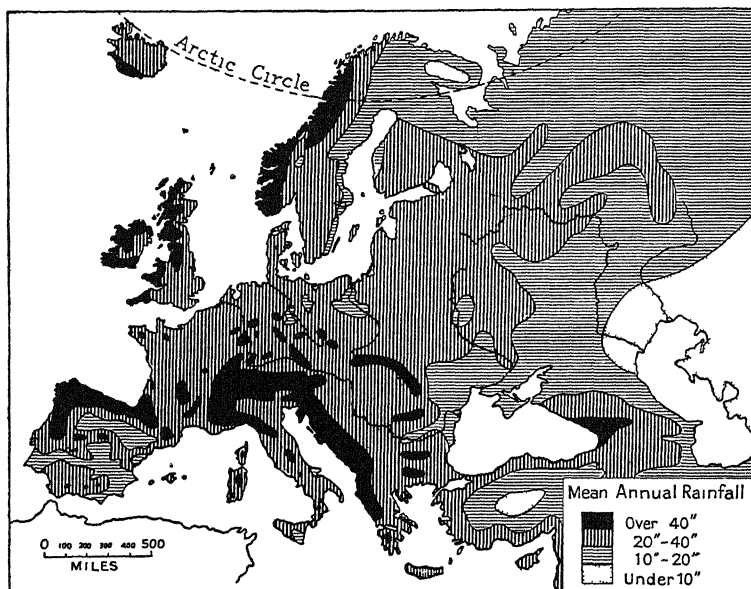 Arctic Circle
Mean Annual Rainfall
Over 40"
20"-40"
10"-20"
Under 10"
0 100 200 300 400 500
MILES